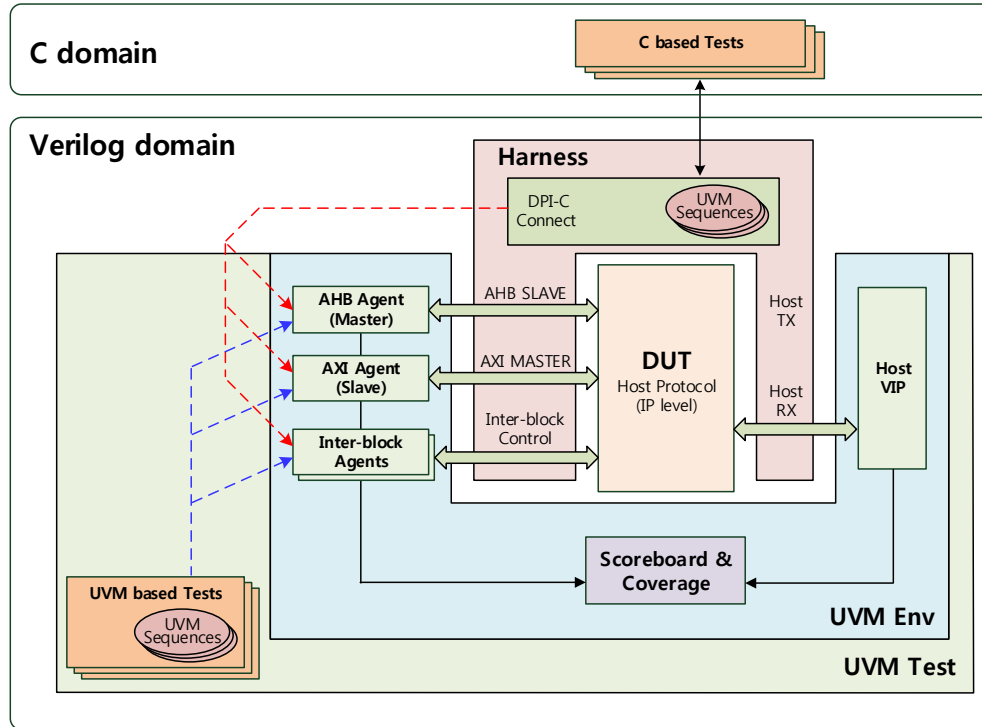 C domain
C based Tests
Verilog domain
Harness
DPI-C
Connect
UVM
Sequences
AHB Agent
(Master)
AHB SLAVE
Host
TX
AXI Agent
(Slave)
AXI MASTER
DUT
Host Protocol
(IP level)
Host
VIP
Inter-block
Agents
Inter-block
Control
Host
RX
Scoreboard &
Coverage
UVM based Tests
UVM
Sequences
UVM Env
UVM Test